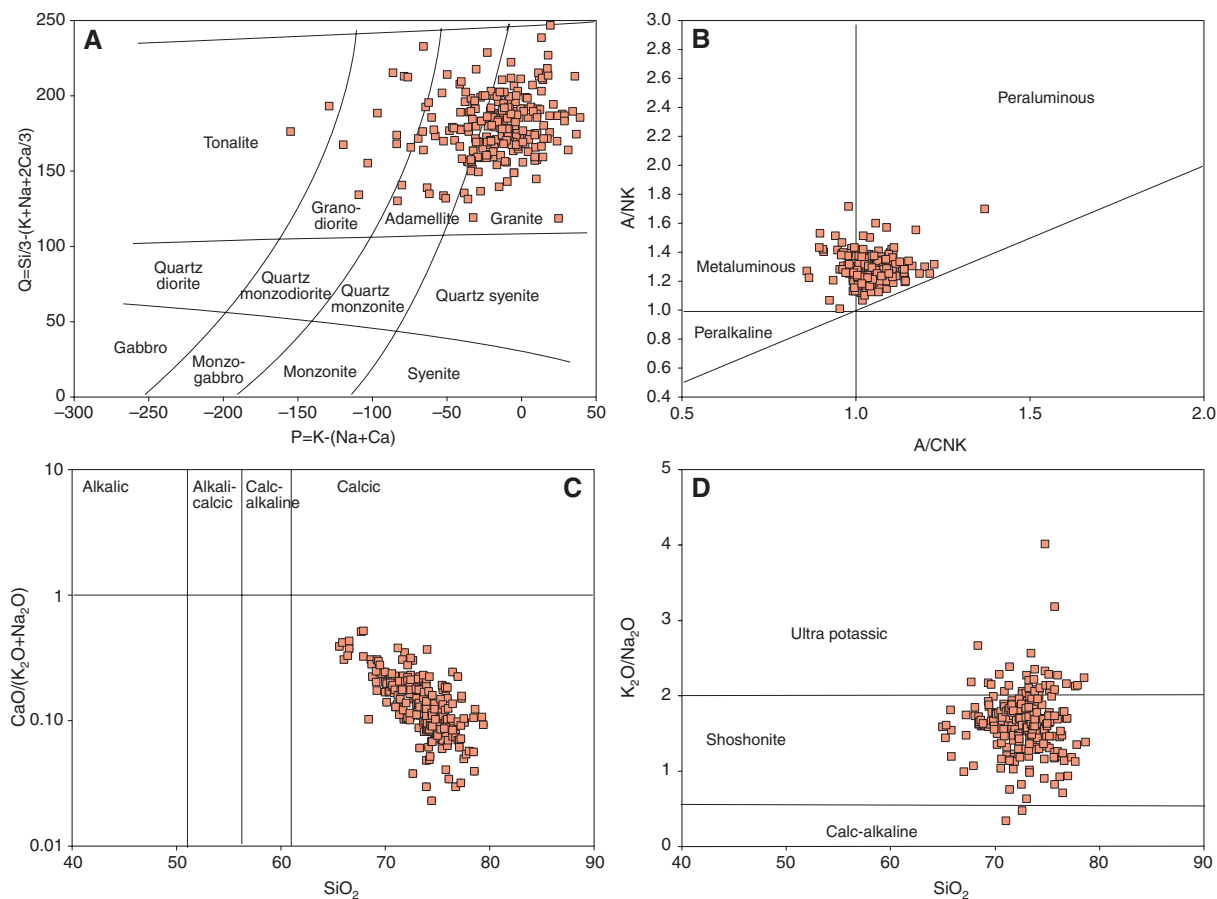 A
250
200
150
100
50
0
Q=Si/3-(K+Na+2Ca/3)
Tonalite
Grano-
diorite
Adamellite
Granite
Quartz
diorite
Quartz
monzodiorite
Quartz
monzonite
Quartz syenite
Gabbro
Monzo-
gabbro
Monzonite
Syenite
–300
–250
–200
–150
–100
–50
0
50
P=K-(Na+Ca)
B
3.0
2.8
2.6
2.4
2.2
2.0
1.8
1.6
1.4
1.2
1.0
0.8
0.6
0.4
A/NK
Peraluminous
Metaluminous
Peralkaline
0.5
1.0
1.5
2.0
A/CNK
C
10
1
0.10
0.01
CaO/(K₂O+Na₂O)
Alkalic
Alkali-
calcic
Calc-
alkaline
Calcic
40
50
60
70
80
90
SiO₂
D
5
4
3
2
1
0
K₂O/Na₂O
Ultra potassic
Shoshonite
Calc-alkaline
40
50
60
70
80
90
SiO₂